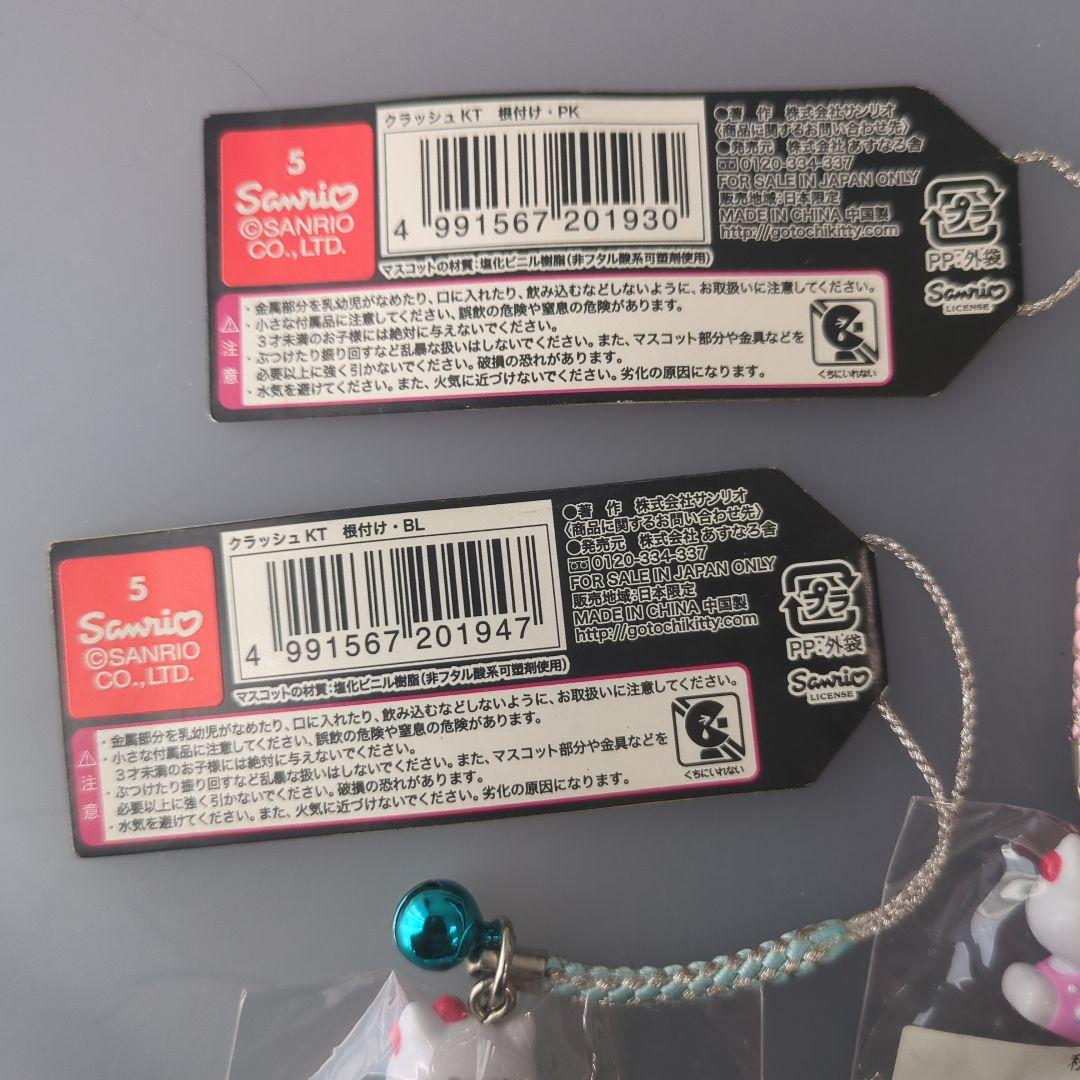 5
Sanrio
©SANRIO
CO.,LTD.
クラッシュKT 根付け・PK
4 991567 201930
マスコットの材質:塩化ビニル樹脂(非フタル酸系可塑剤使用)
●著 作 株式会社サンリオ
〈商品に関するお問い合わせ先〉
●発売元 株式会社 あすなろ舎
0120-334-337
FOR SALE IN JAPAN ONLY
販売地域:日本限定
MADE IN CHINA 中国製
http://gotochikitty.com
プラ
PP:外袋
Sanrio
LICENSE
注意
・金属部分を乳幼児がなめたり、口に入れたり、飲み込むなどしないように、お取扱いに注意してください。
・小さな付属品に注意してください、誤飲の危険や窒息の危険があります。
3才未満のお子様には絶対に与えないでください。
・ぶつけたり振り回すなど乱暴な扱いはしないでください。また、マスコット部分や金具などを
必要以上に強く引かないでください。破損の恐れがあります。
・水気を避けてください。また、火気に近づけないでください。劣化の原因になります。
くちにいれない
5
Sanrio
©SANRIO
CO.,LTD.
クラッシュKT 根付け・BL
4 991567 201947
マスコットの材質:塩化ビニル樹脂(非フタル酸系可塑剤使用)
●著 作 株式会社サンリオ
〈商品に関するお問い合わせ先〉
●発売元 株式会社 あすなろ舎
0120-334-337
FOR SALE IN JAPAN ONLY
販売地域:日本限定
MADE IN CHINA 中国製
http://gotochikitty.com
プラ
PP:外袋
Sanrio
LICENSE
注意
・金属部分を乳幼児がなめたり、口に入れたり、飲み込むなどしないように、お取扱いに注意してください。
・小さな付属品に注意してください、誤飲の危険や窒息の危険があります。
3才未満のお子様には絶対に与えないでください。
・ぶつけたり振り回すなど乱暴な扱いはしないでください。また、マスコット部分や金具などを
必要以上に強く引かないでください。破損の恐れがあります。
・水気を避けてください。また、火気に近づけないでください。劣化の原因になります。
くちにいれない